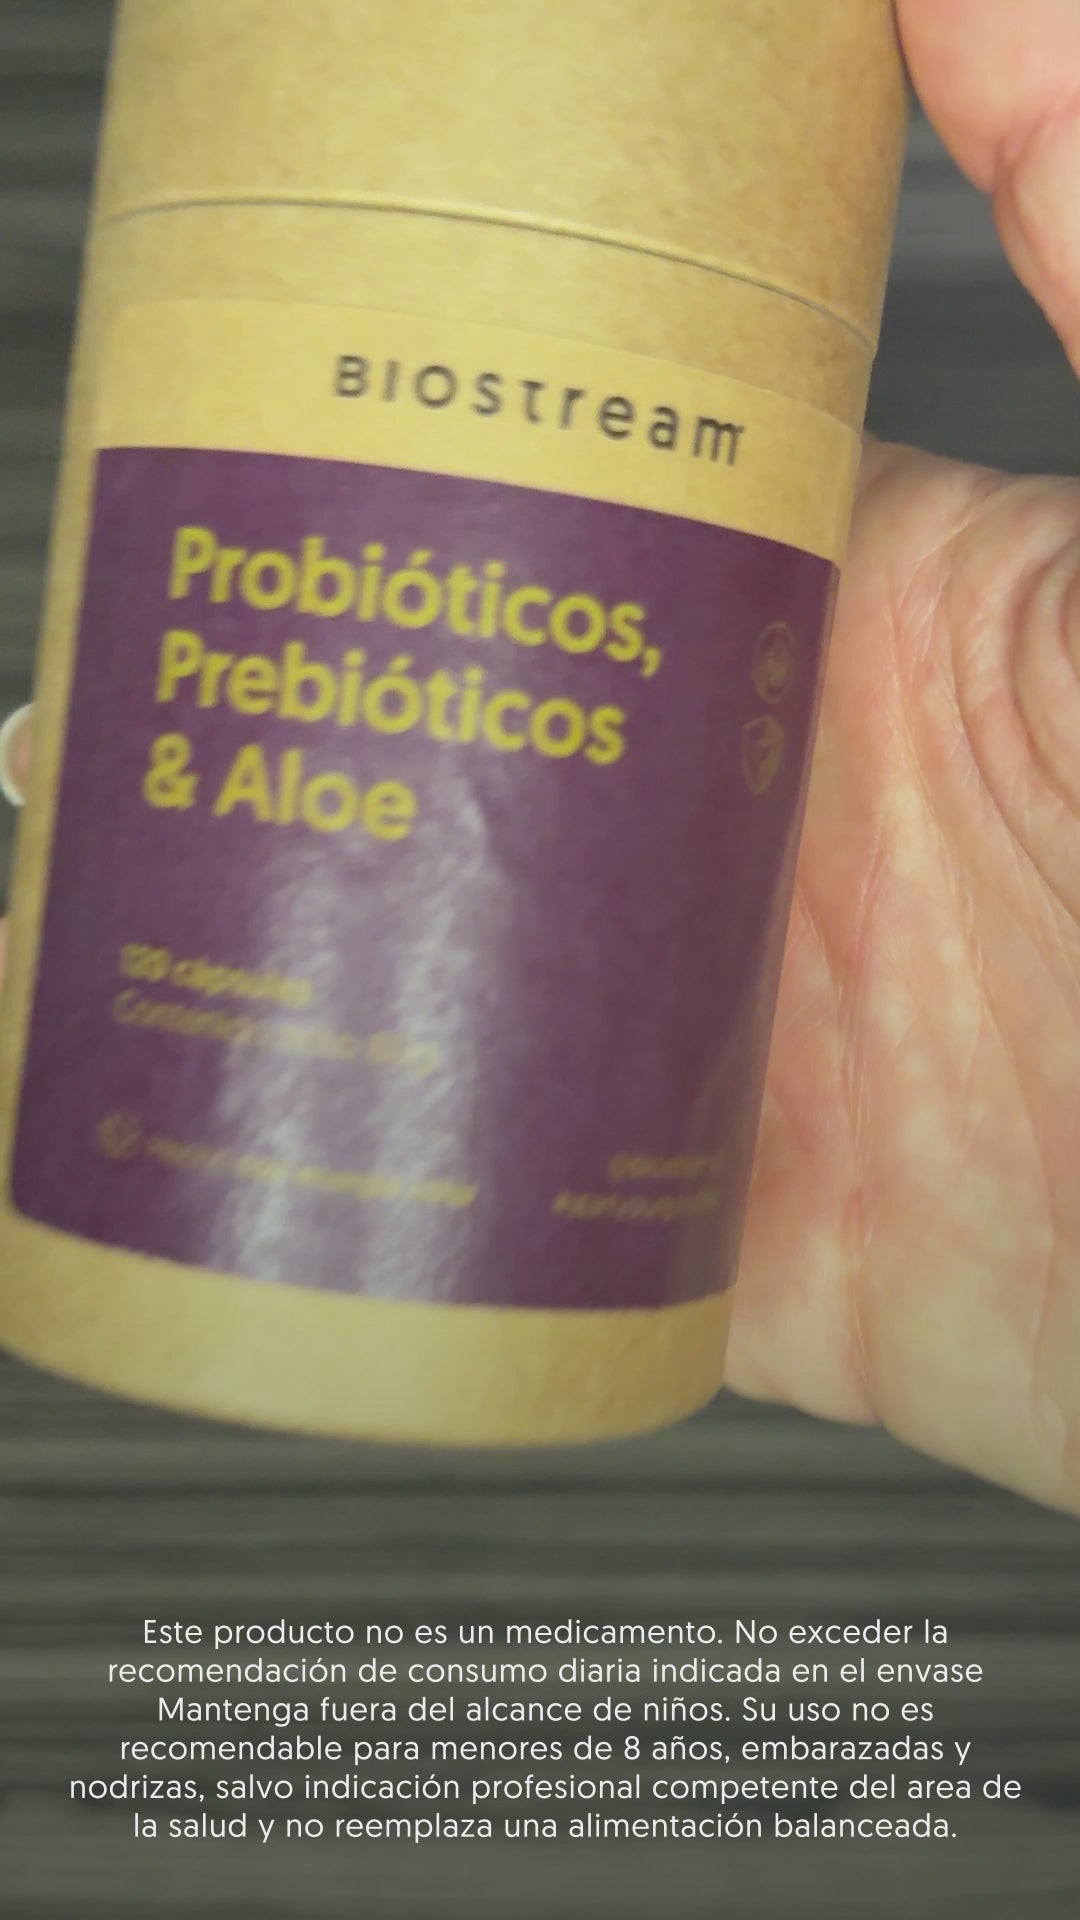 BIOSTREAM
Probióticos,
Prebióticos
& Aloe
120 cápsulas
Este producto no es un medicamento. No exceder la
recomendación de consumo diaria indicada en el envase
Mantenga fuera del alcance de niños. Su uso no es
recomendable para menores de 8 años, embarazadas y
nodrizas, salvo indicación profesional competente del area de
la salud y no reemplaza una alimentación balanceada.